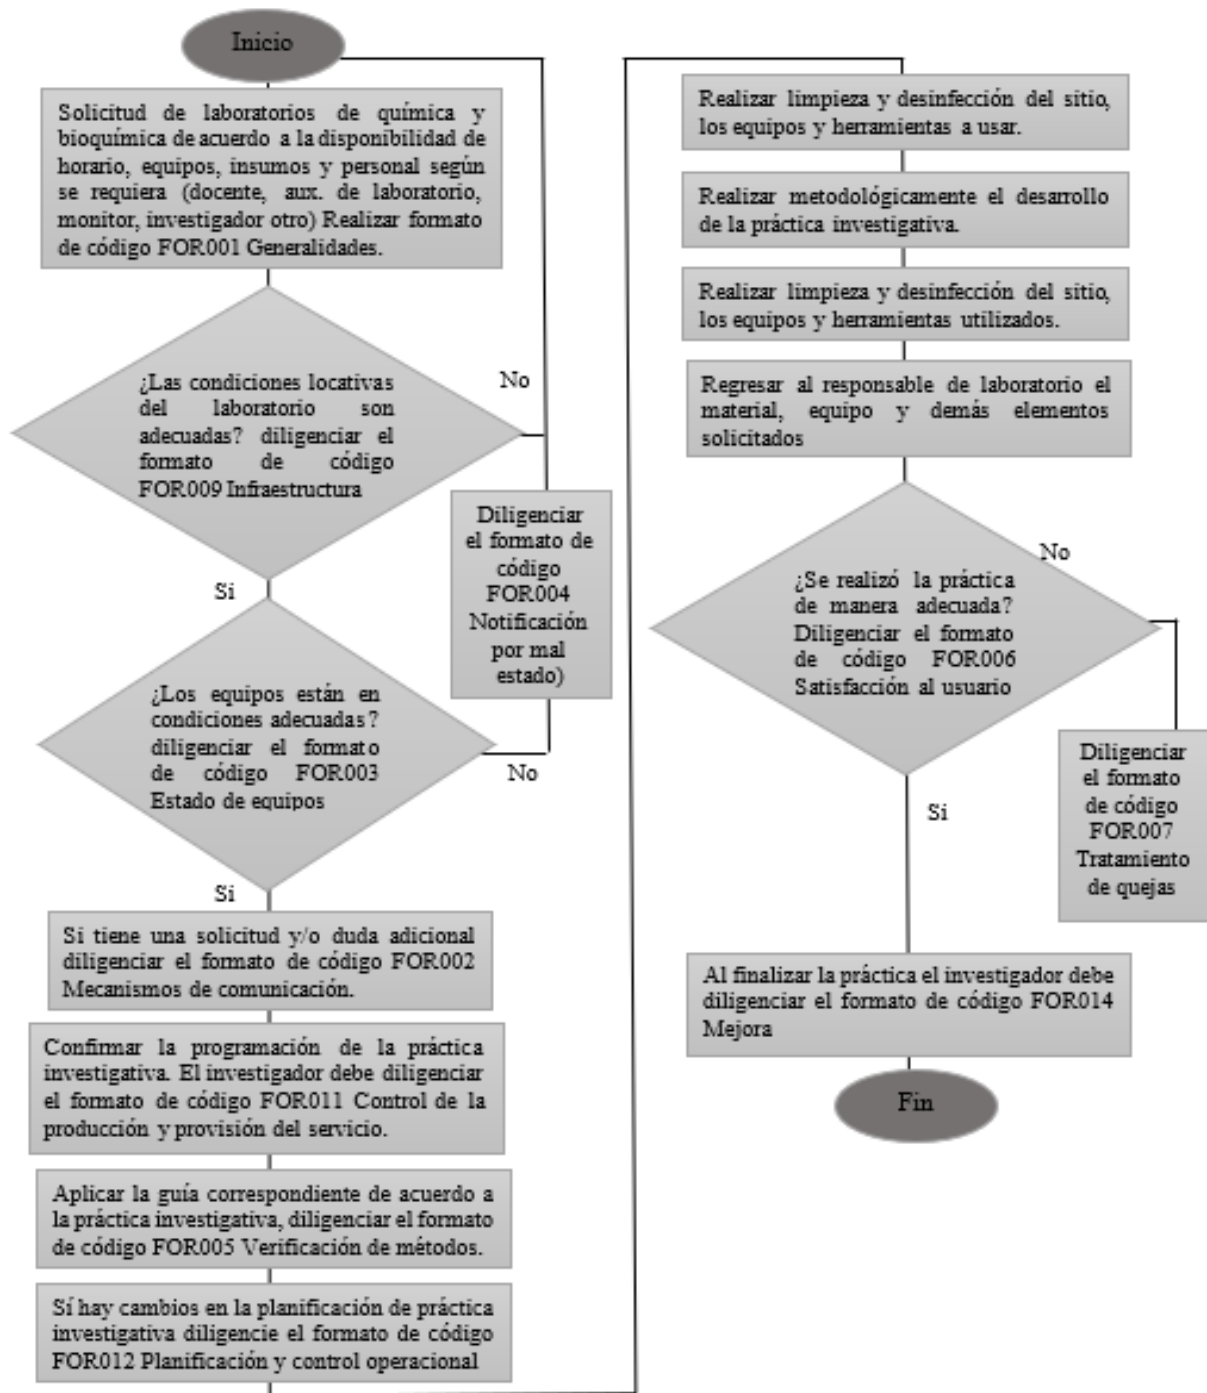 Inicio
Solicitud de laboratorios de química y
bioquímica de acuerdo a la disponibilidad de
horario, equipos, insumos y personal según
se requiera (docente, aux. de laboratorio,
monitor, investigador otro) Realizar formato
de código FOR001 Generalidades.
¿Las condiciones locativas
del laboratorio son
adecuadas? diligenciar el
formato de código
FOR009 Infraestructura
No
Si
Diligenciar
el formato de
código
FOR004
Notificación
por mal
estado)
¿Los equipos están en
condiciones adecuadas?
diligenciar el formato
de código FOR003
Estado de equipos
No
Si
Si tiene una solicitud y/o duda adicional
diligenciar el formato de código FOR002
Mecanismos de comunicación.
Confirmar la programación de la práctica
investigativa. El investigador debe diligenciar
el formato de código FOR011 Control de la
producción y provisión del servicio.
Aplicar la guía correspondiente de acuerdo a
la práctica investigativa, diligenciar el formato
de código FOR005 Verificación de métodos.
Sí hay cambios en la planificación de práctica
investigativa diligencie el formato de código
FOR012 Planificación y control operacional
Realizar limpieza y desinfección del sitio,
los equipos y herramientas a usar.
Realizar metodológicamente el desarrollo
de la práctica investigativa.
Realizar limpieza y desinfección del sitio,
los equipos y herramientas utilizados.
Regresar al responsable de laboratorio el
material, equipo y demás elementos
solicitados
¿Se realizó la práctica
de manera adecuada?
Diligenciar el formato
de código FOR006
Satisfacción al usuario
No
Si
Diligenciar
el formato
de código
FOR007
Tratamiento
de quejas
Al finalizar la práctica el investigador debe
diligenciar el formato de código FOR014
Mejora
Fin